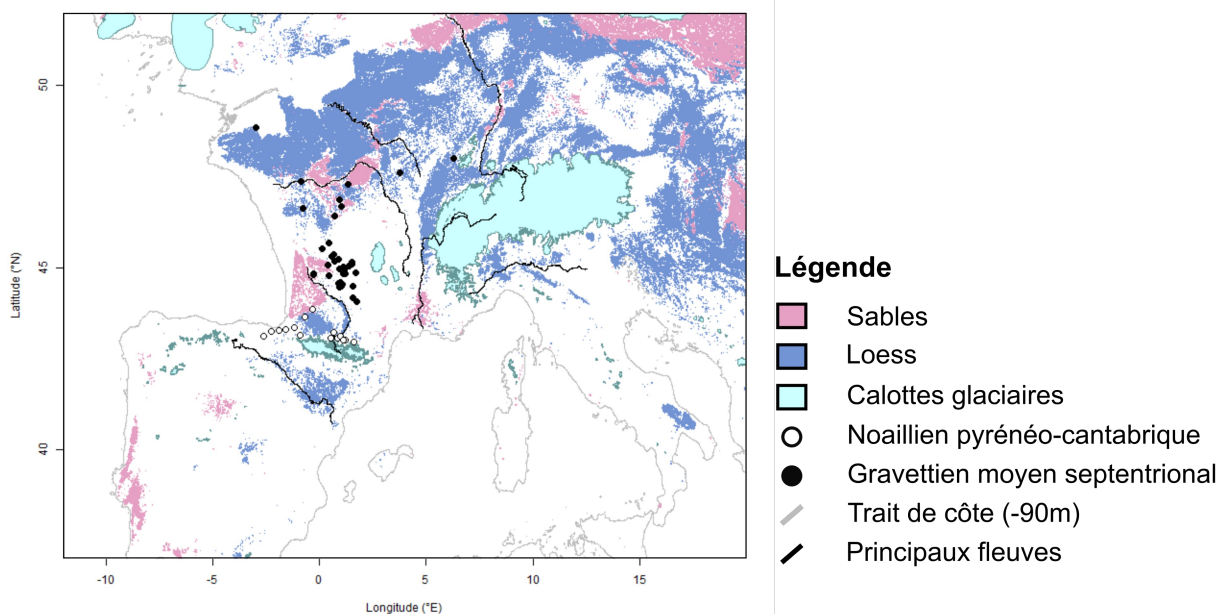 50
45
40
Latitude (°N)
-10
-5
0
5
10
15
Longitude (°E)
Légende
Sables
Loess
Calottes glaciaires
Noaillien pyrénéo-cantabrique
Gravettien moyen septentrional
Trait de côte (-90m)
Principaux fleuves